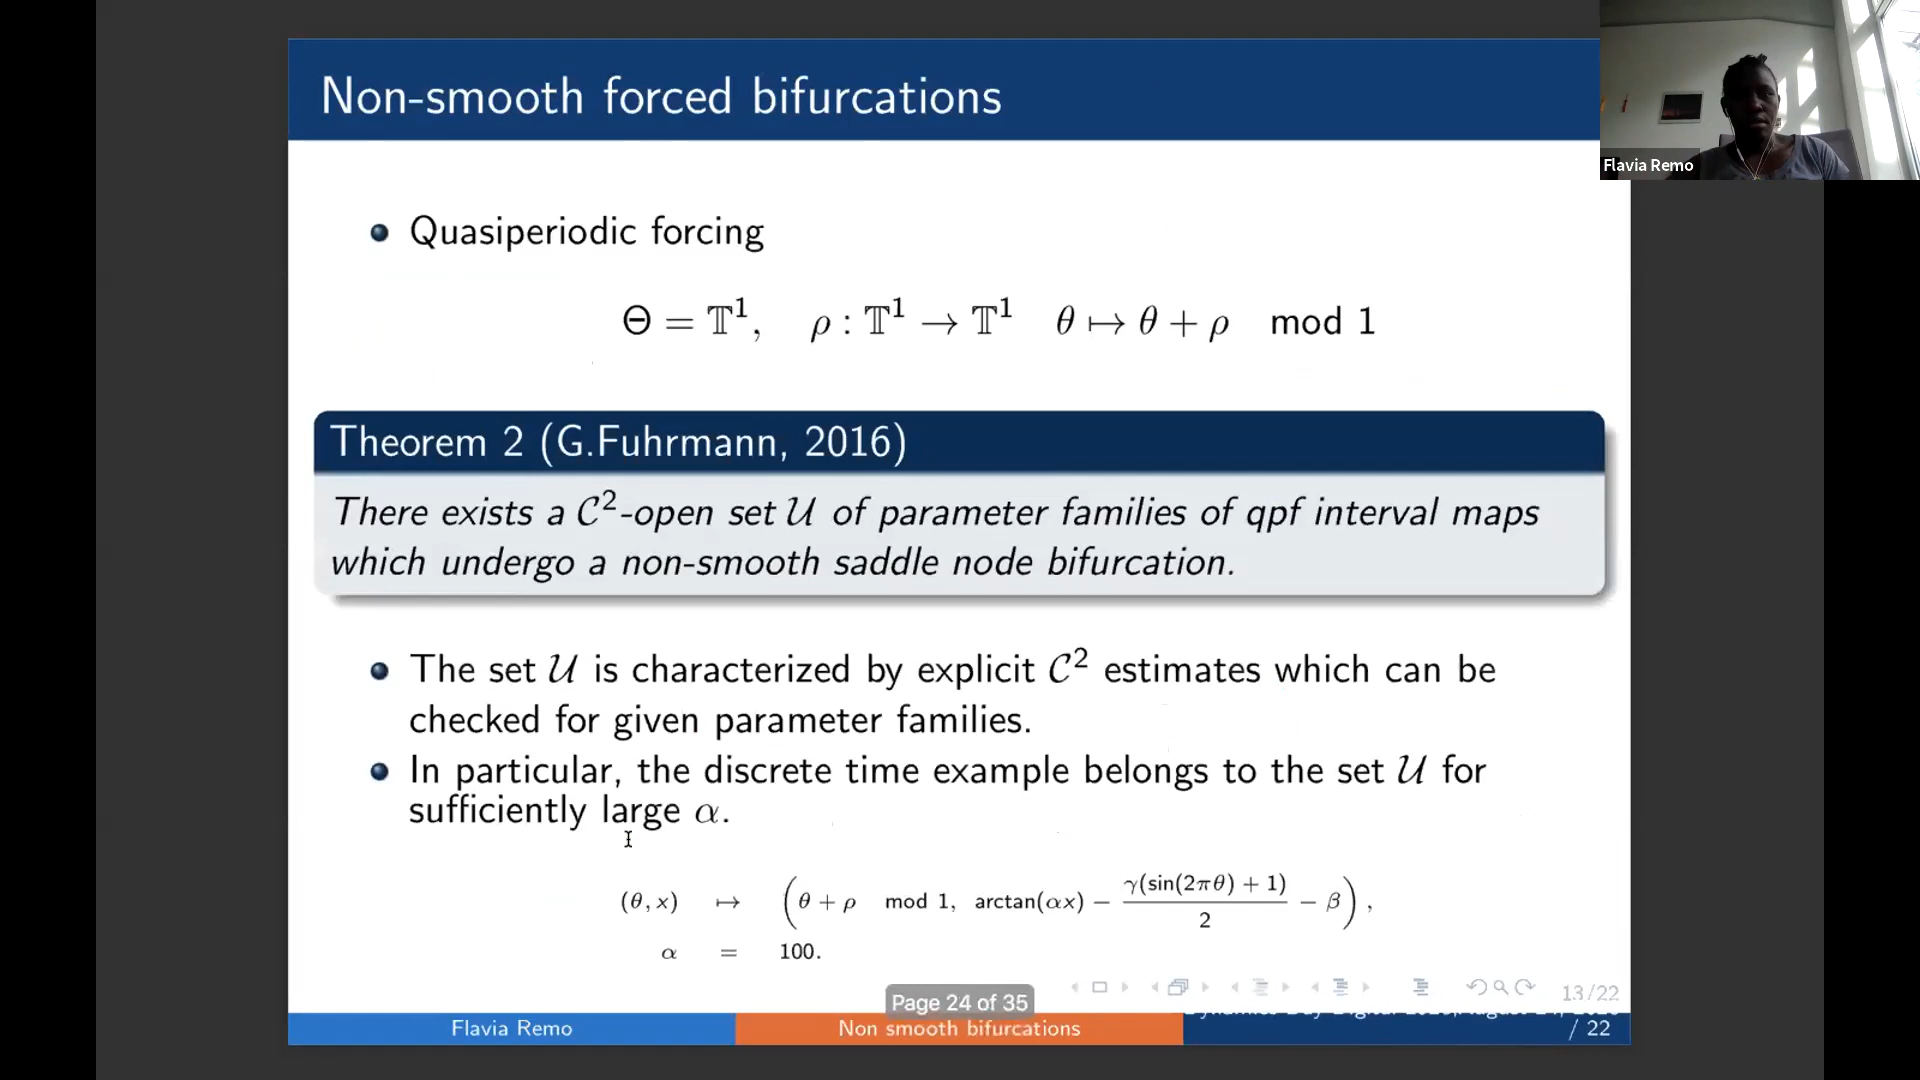 Non-smooth forced bifurcations
Flavia Remo
Quasiperiodic forcing
Θ = 𝕋¹, ρ : 𝕋¹ → 𝕋¹ θ ↦ θ + ρ mod 1
Theorem 2 (G.Fuhrmann, 2016)
There exists a 𝒞²-open set 𝒰 of parameter families of qpf interval maps
which undergo a non-smooth saddle node bifurcation.
The set 𝒰 is characterized by explicit 𝒞² estimates which can be
checked for given parameter families.
In particular, the discrete time example belongs to the set 𝒰 for
sufficiently large α.
(θ, x) ↦ (θ + ρ mod 1, arctan(αx) − γ(sin(2πθ) + 1)/2 − β),
α = 100.
Page 24 of 35
13/22
Flavia Remo
Non smooth bifurcations
/ 22